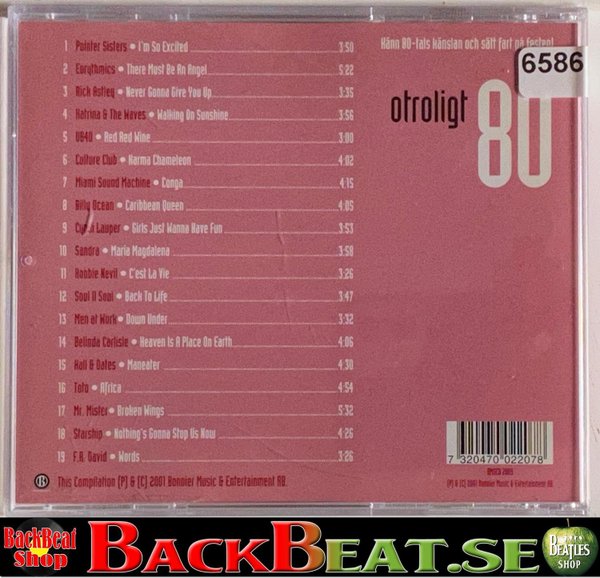 1 Pointer Sisters • I'm So Excited 3:50
2 Eurythmics • There Must Be An Angel 5:22
3 Rick Astley • Never Gonna Give You Up 3:35
4 Katrina & The Waves • Walking On Sunshine 3:56
5 UB40 • Red Red Wine 3:00
6 Culture Club • Karma Chameleon 4:02
7 Miami Sound Machine • Conga 4:15
8 Billy Ocean • Caribbean Queen 4:05
9 Cyndi Lauper • Girls Just Wanna Have Fun 3:53
10 Sandra • Maria Magdalena 3:58
11 Robbie Nevil • C'est La Vie 3:26
12 Soul II Soul • Back To Life 3:47
13 Men at Work • Down Under 3:32
14 Belinda Carlisle • Heaven Is A Place On Earth 4:06
15 Hall & Oates • Maneater 4:30
16 Toto • Africa 4:54
17 Mr. Mister • Broken Wings 5:32
18 Starship • Nothing's Gonna Stop Us Now 4:26
19 F.R. David • Words 3:26
This Compilation (P) & (C) 2001 Bonnier Music & Entertainment AB.
Känn 80-tals känslan och sätt fart på festen!
6586
otroligt
80
7 320470 022078
(P) & (C) 2001 Bonnier Music & Entertainment AB.
BackBeat
Shop
BackBeat.se
BEATLES
SHOP